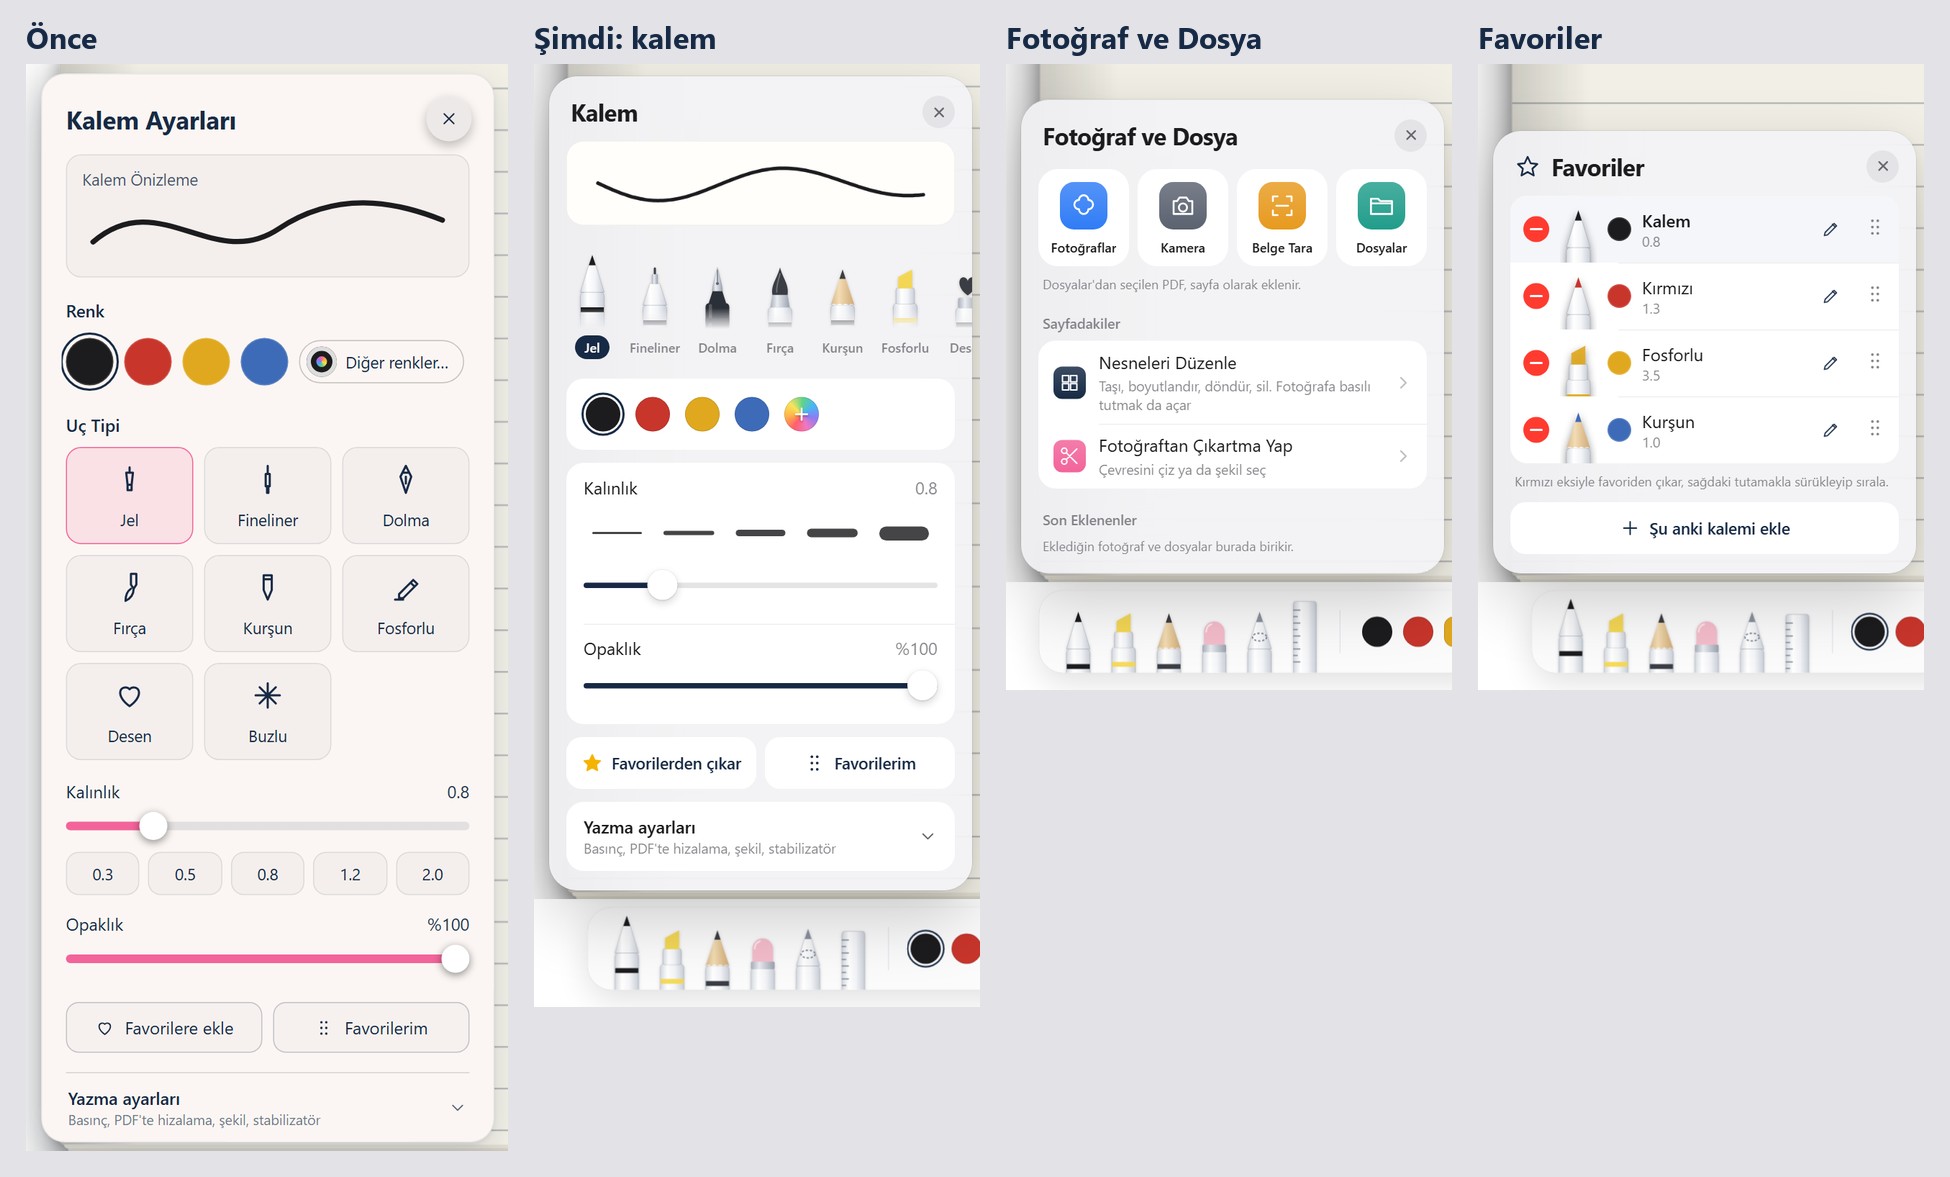 Önce
Kalem Ayarları
Kalem Önizleme
Renk
Diğer renkler...
Uç Tipi
Jel
Fineliner
Dolma
Fırça
Kurşun
Fosforlu
Desen
Buzlu
Kalınlık
0.8
0.3
0.5
0.8
1.2
2.0
Opaklık
%100
Favorilere ekle
Favorilerim
Yazma ayarları
Basınç, PDF'te hizalama, şekil, stabilizatör
Şimdi: kalem
Kalem
Jel
Fineliner
Dolma
Fırça
Kurşun
Fosforlu
Des
Kalınlık
0.8
Opaklık
%100
Favorilerden çıkar
Favorilerim
Yazma ayarları
Basınç, PDF'te hizalama, şekil, stabilizatör
Fotoğraf ve Dosya
Fotoğraf ve Dosya
Fotoğraflar
Kamera
Belge Tara
Dosyalar
Dosyalar'dan seçilen PDF, sayfa olarak eklenir.
Sayfadakiler
Nesneleri Düzenle
Taşı, boyutlandır, döndür, sil. Fotoğrafa basılı
tutmak da açar
Fotoğraftan Çıkartma Yap
Çevresini çiz ya da şekil seç
Son Eklenenler
Eklediğin fotoğraf ve dosyalar burada birikir.
Favoriler
Favoriler
Kalem
0.8
Kırmızı
1.3
Fosforlu
3.5
Kurşun
1.0
Kırmızı eksiyle favoriden çıkar, sağdaki tutamakla sürükleyip sırala.
Şu anki kalemi ekle